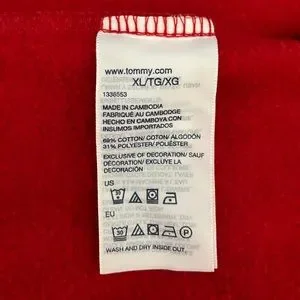 www.tommy.com
XL/TG/XG
1338553
MADE IN CAMBODIA
FABRIQUÉ AU CAMBODGE
HECHO EN CAMBOYA CON
INSUMOS IMPORTADOS
69% COTTON/ COTON/ ALGODÓN
31% POLYESTER/ POLIÉSTER
EXCLUSIVE OF DECORATION/ SAUF
DÉCORATION/ EXCLUYE LA
DECORACIÓN
US
EU
30
WASH AND DRY INSIDE OUT.